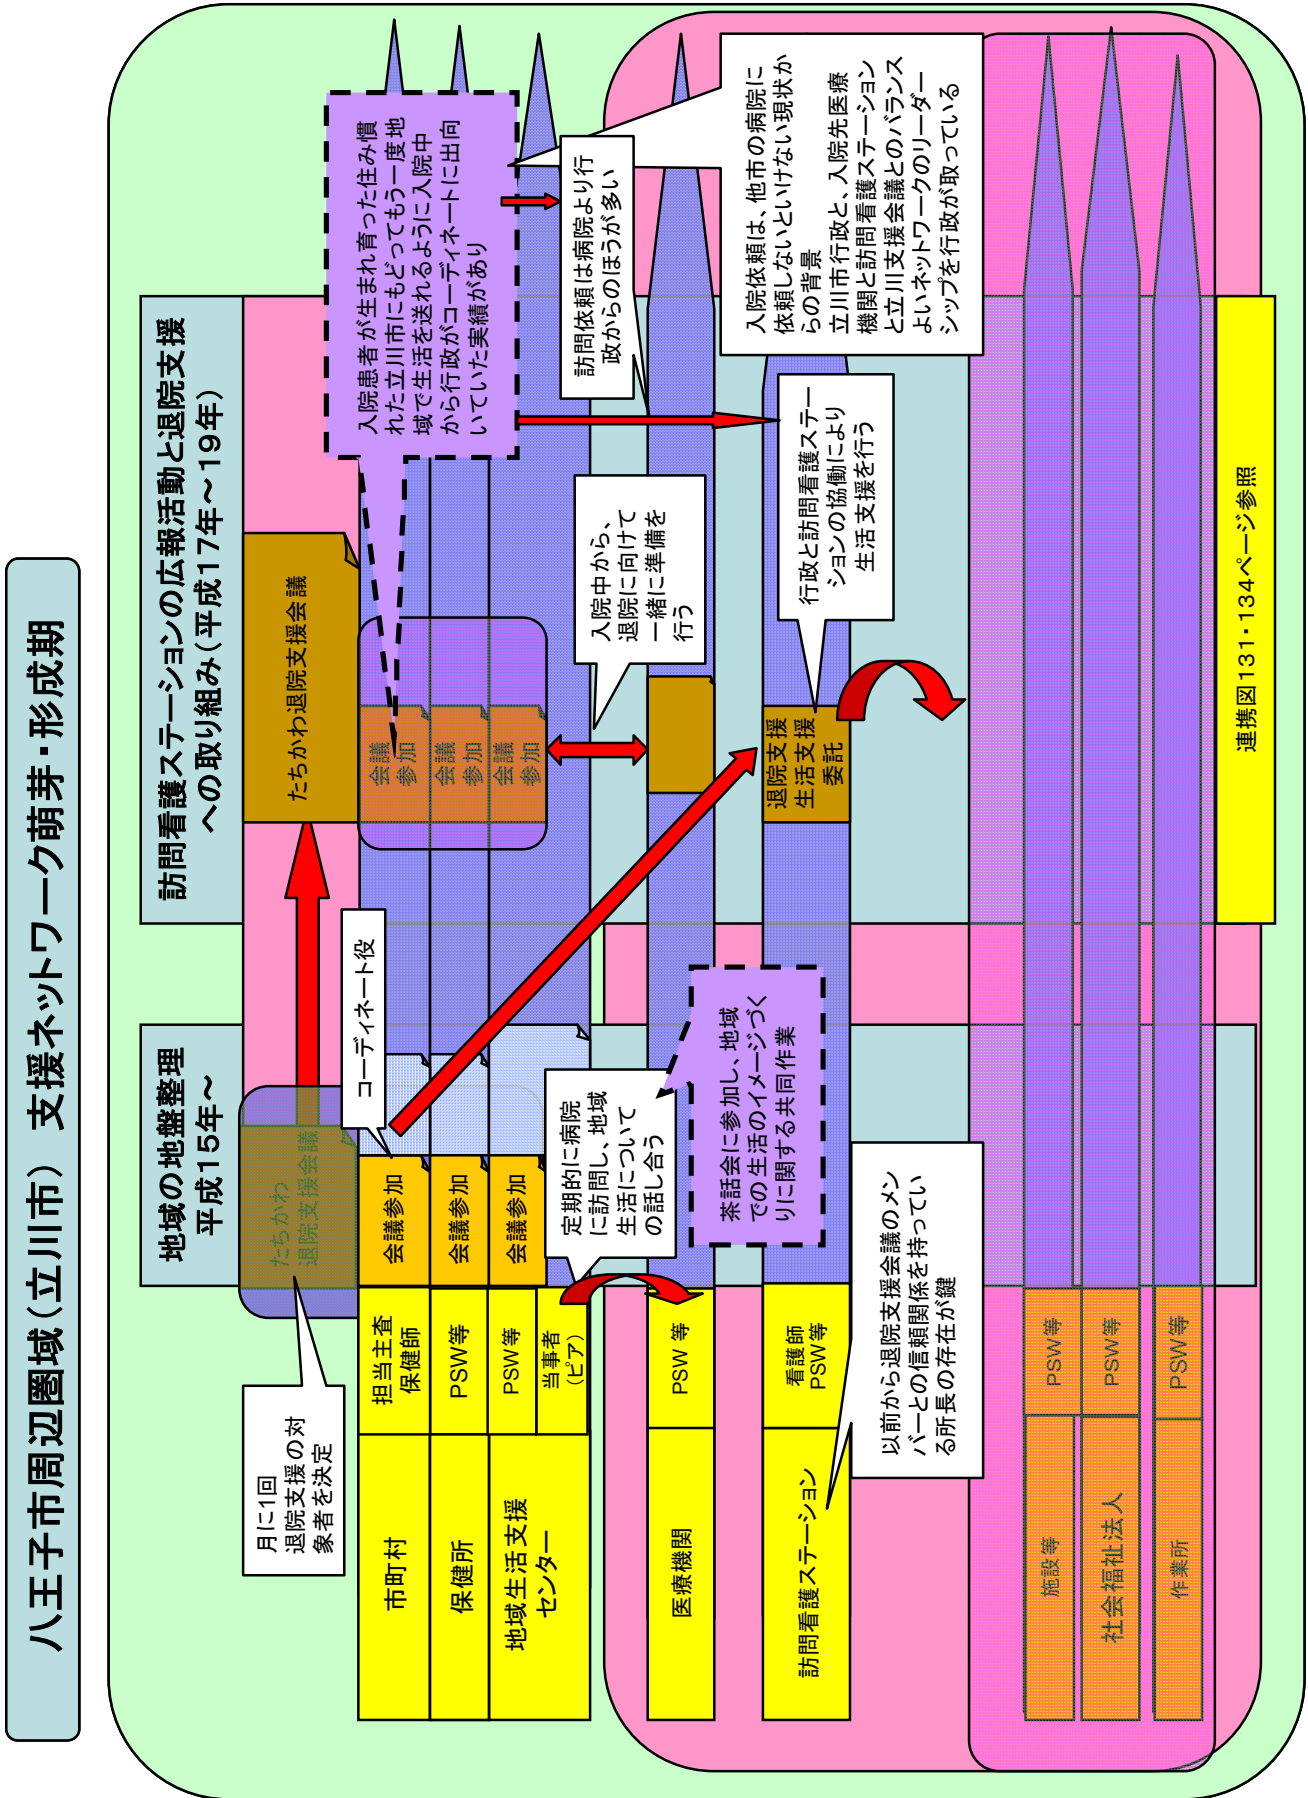 八王子市周辺圏域（立川市）　支援ネットワーク萌芽・形成期
地域の地盤整理
平成15年～
訪問看護ステーションの広報活動と退院支援
への取り組み（平成17年～19年）
月に1回
退院支援の対
象者を決定
たちかわ
退院支援会議
たちかわ退院支援会議
コーディネート役
入院患者が生まれ育った住み慣
れた立川市にもどってもう一度地
域で生活を送れるように入院中
から行政がコーディネートに出向
いていた実績があり
市町村
担当主査
保健師
会議参加
会議
参加
保健所
PSW等
会議参加
会議
参加
地域生活支援
センター
PSW等
会議参加
会議
参加
当事者
（ピア）
定期的に病院
に訪問し、地域
生活について
の話し合う
入院中から、
退院に向けて
一緒に準備を
行う
訪問依頼は病院より行
政からのほうが多い
医療機関
PSW 等
茶話会に参加し、地域
での生活のイメージづく
りに関する共同作業
入院依頼は、他市の病院に
依頼しないといけない現状か
らの背景
立川市行政と、入院先医療
機関と訪問看護ステーション
と立川支援会議とのバランス
よいネットワークのリーダー
シップを行政が取っている
訪問看護ステーション
看護師
PSW等
退院支援
生活支援
委託
行政と訪問看護ステー
ションの協働により
生活支援を行う
以前から退院支援会議のメン
バーとの信頼関係を持ってい
る所長の存在が鍵
施設等
PSW等
社会福祉法人
PSW等
作業所
PSW等
連携図131・134ページ参照